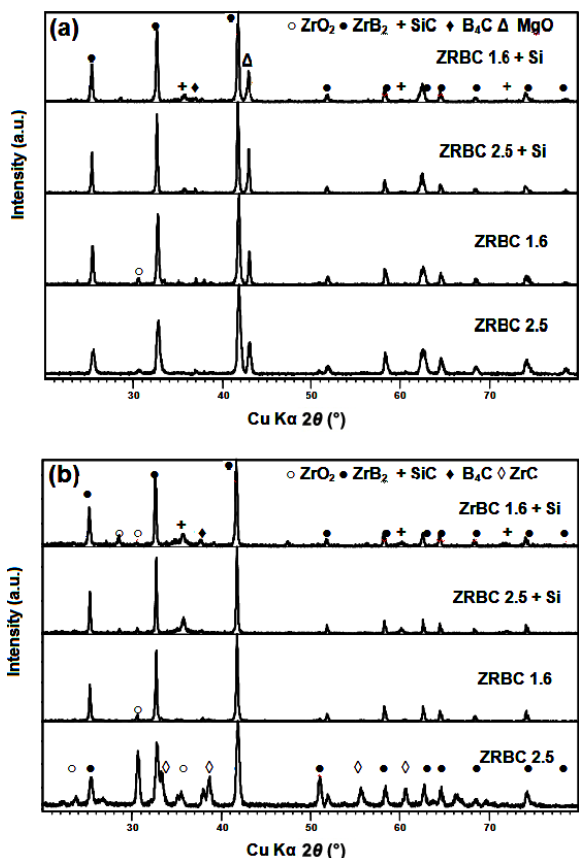 (a)
○ ZrO₂ ● ZrB₂ + SiC ♦ B₄C Δ MgO
ZRBC 1.6 + Si
Δ
ZRBC 2.5 + Si
ZRBC 1.6
ZRBC 2.5
Intensity (a.u.)
30 40 50 60 70
Cu Kα 2θ (°)
(b)
○ ZrO₂ ● ZrB₂ + SiC ♦ B₄C ◊ ZrC
ZrBC 1.6 + Si
ZRBC 2.5 + Si
ZRBC 1.6
ZRBC 2.5
Intensity (a.u.)
30 40 50 60 70
Cu Kα 2θ (°)